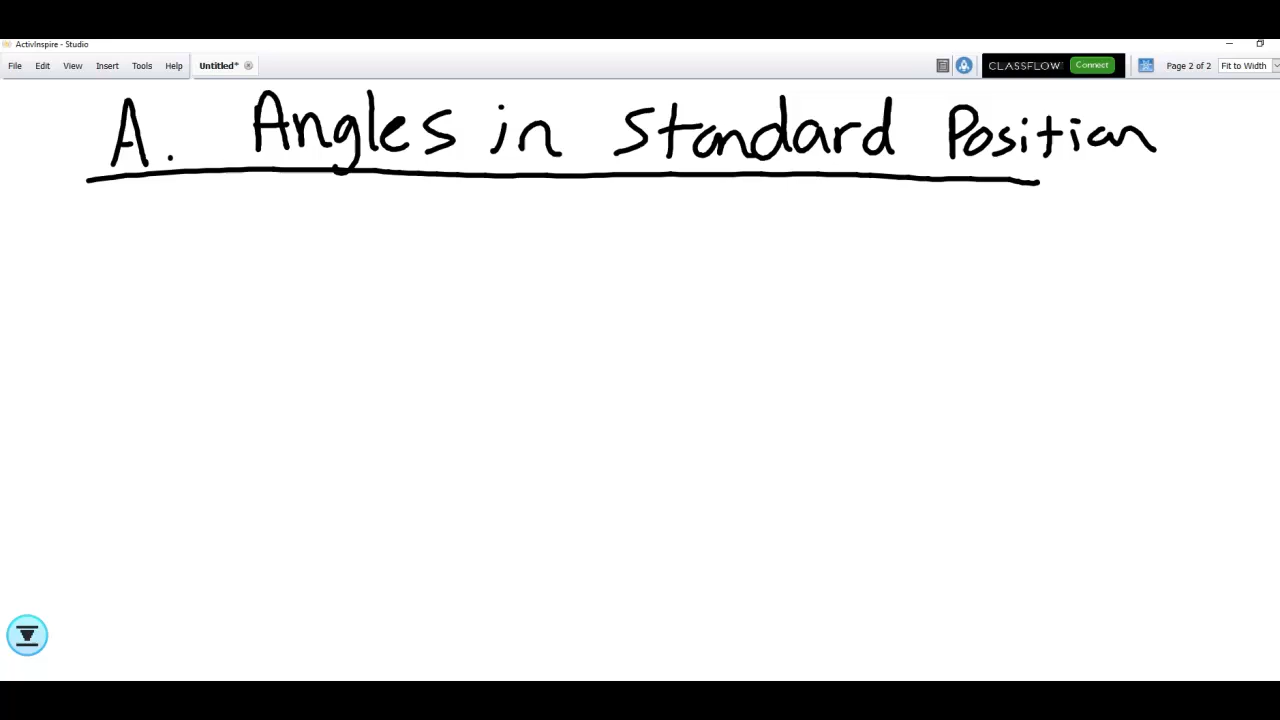 ActivInspire - Studio
File Edit View Insert Tools Help Untitled* CLASSFLOW Connect Page 2 of 2 Fit to Width
A. Angles in Standard Position